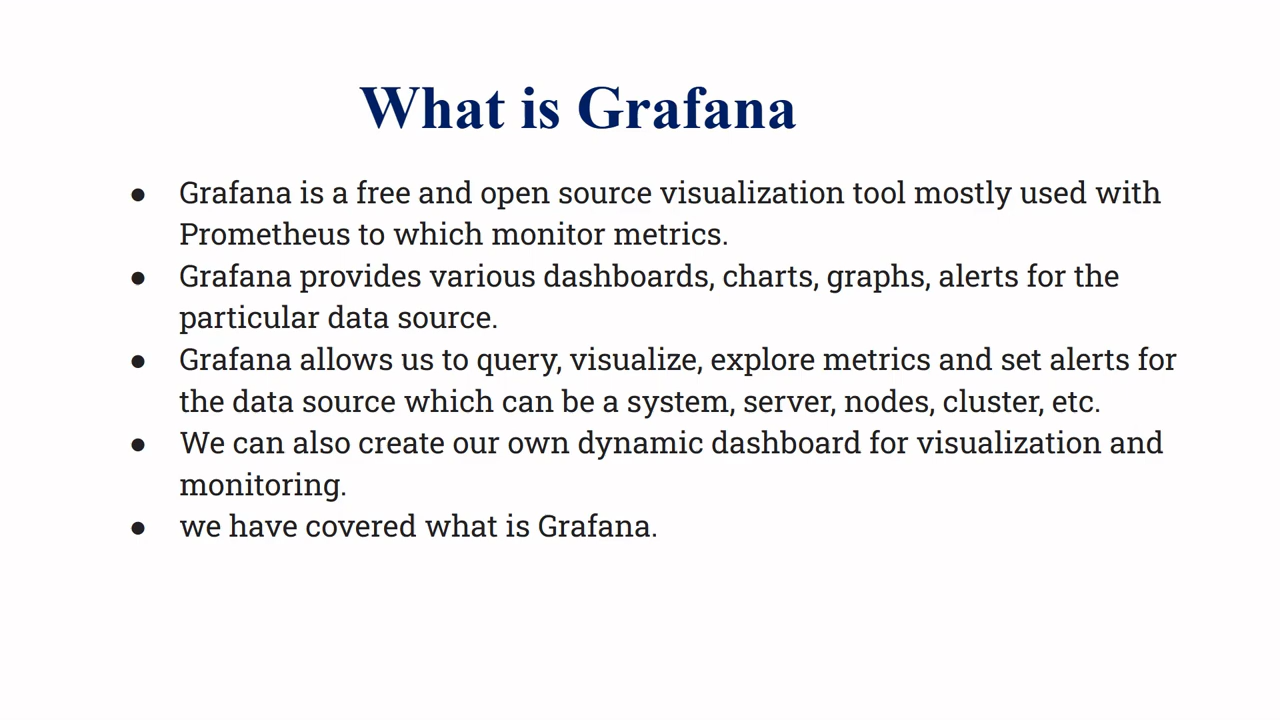 What is Grafana
● Grafana is a free and open source visualization tool mostly used with
Prometheus to which monitor metrics.
● Grafana provides various dashboards, charts, graphs, alerts for the
particular data source.
● Grafana allows us to query, visualize, explore metrics and set alerts for
the data source which can be a system, server, nodes, cluster, etc.
● We can also create our own dynamic dashboard for visualization and
monitoring.
● we have covered what is Grafana.